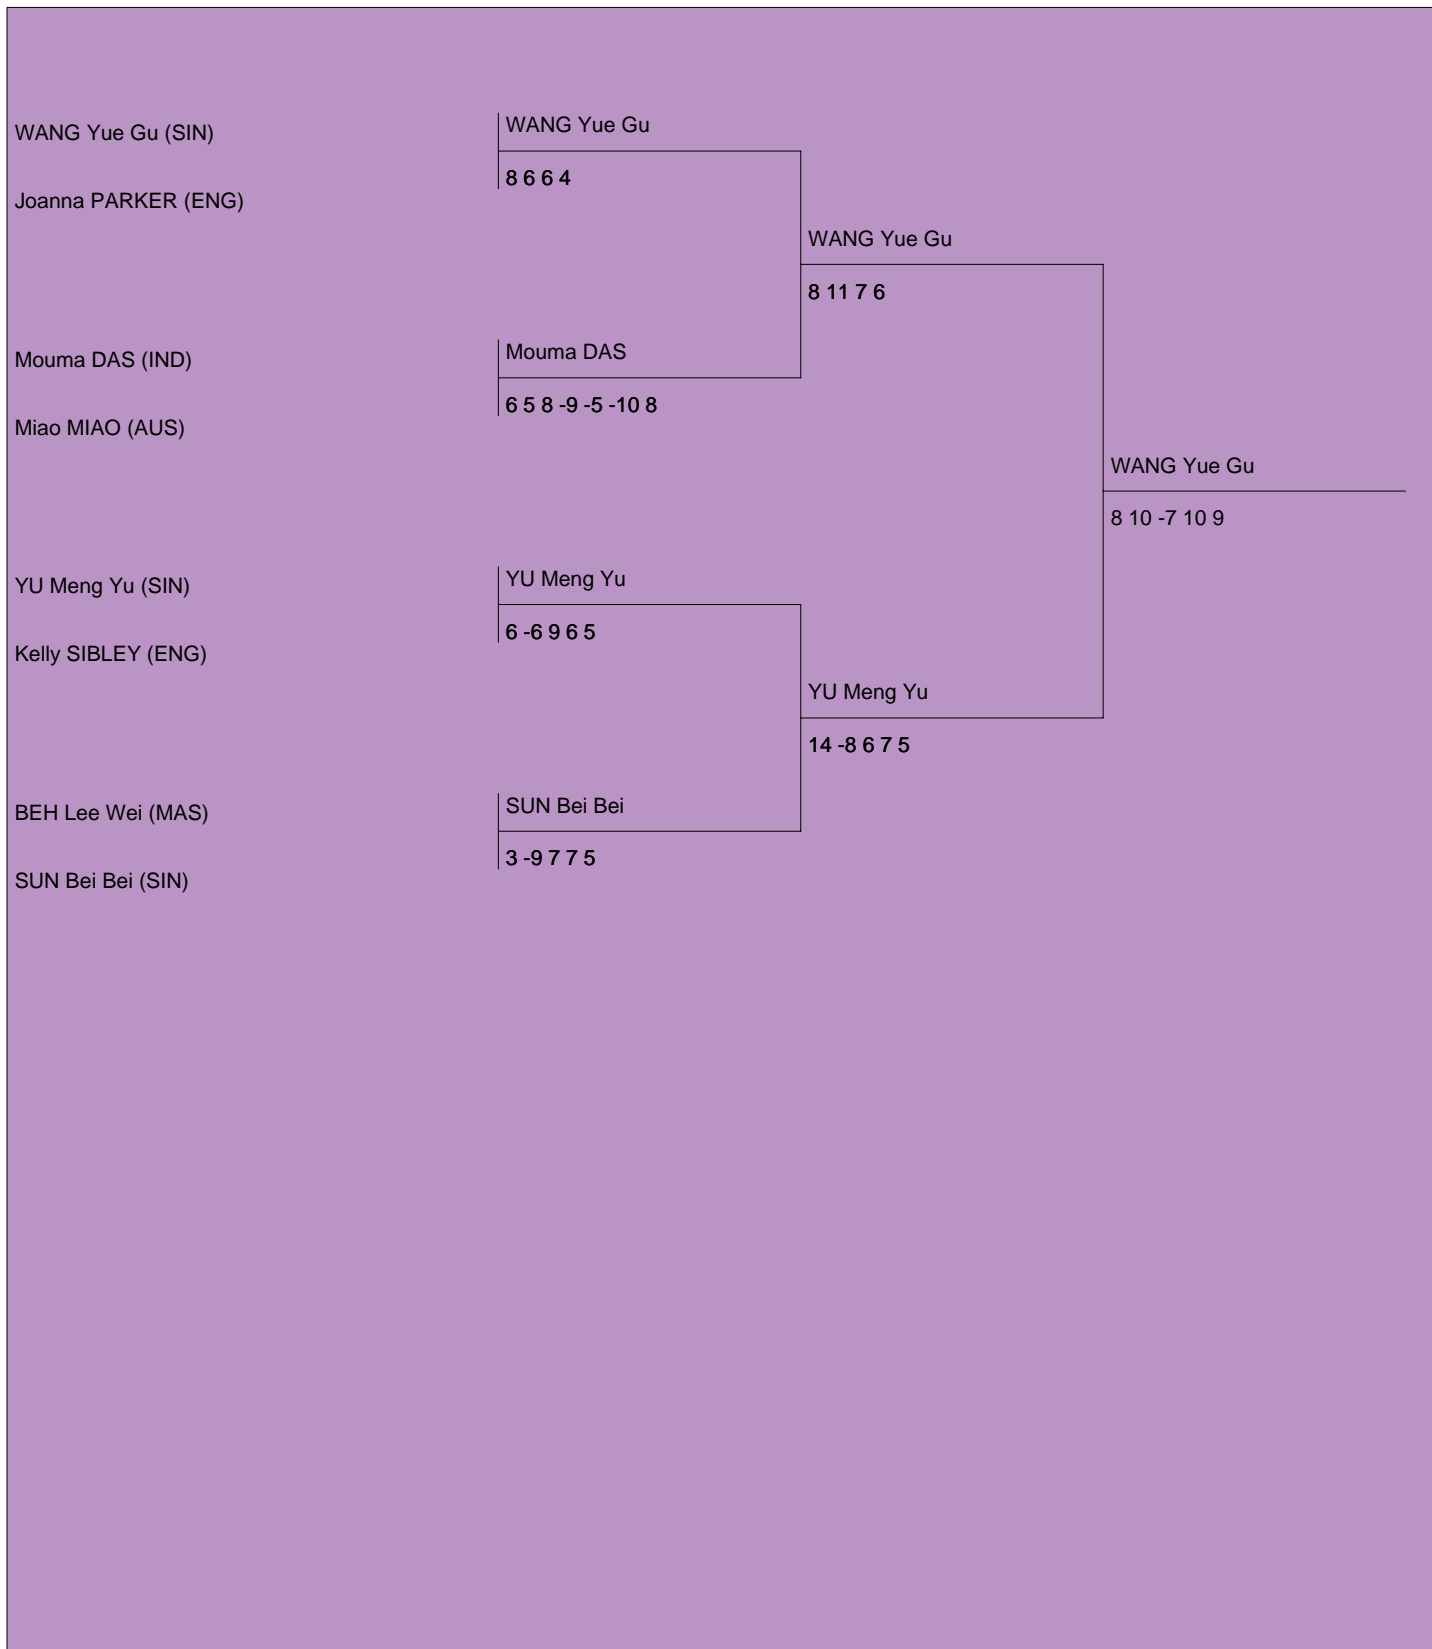 WANG Yue Gu (SIN)
Joanna PARKER (ENG)
Mouma DAS (IND)
Miao MIAO (AUS)
YU Meng Yu (SIN)
Kelly SIBLEY (ENG)
BEH Lee Wei (MAS)
SUN Bei Bei (SIN)
WANG Yue Gu
8 6 6 4
Mouma DAS
6 5 8 -9 -5 -10 8
YU Meng Yu
6 -6 9 6 5
SUN Bei Bei
3 -9 7 7 5
WANG Yue Gu
8 11 7 6
YU Meng Yu
14 -8 6 7 5
WANG Yue Gu
8 10 -7 10 9